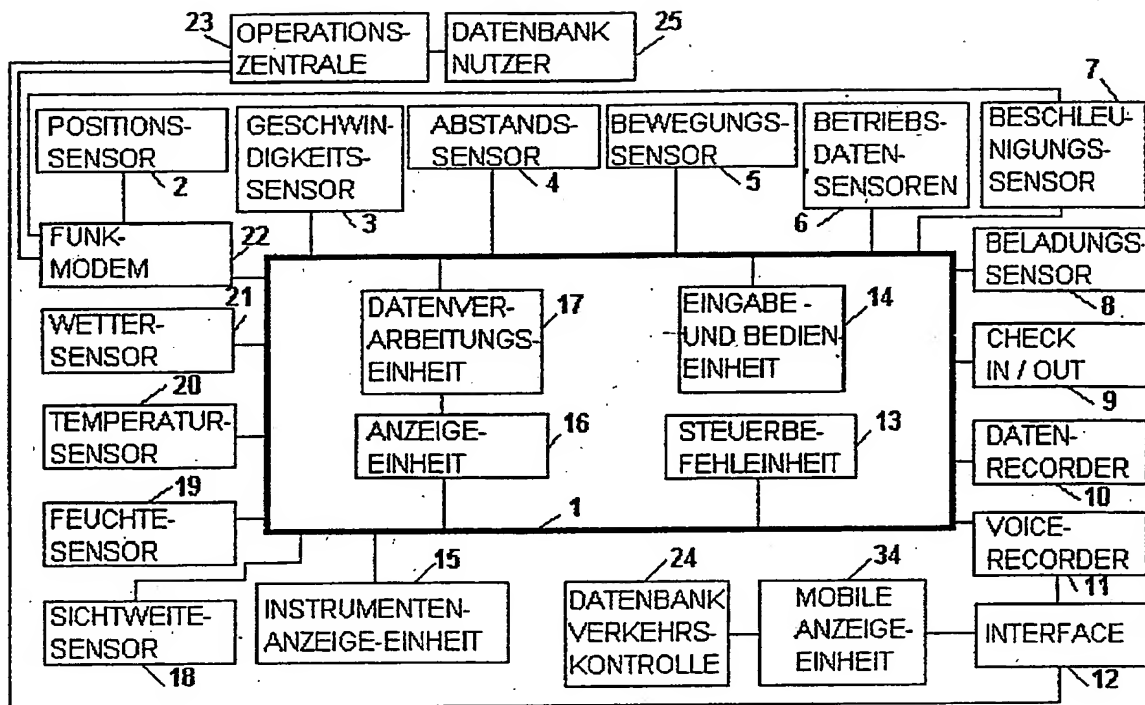 23
OPERATIONS-
ZENTRALE
DATENBANK
NUTZER
25
7
POSITIONS-
SENSOR
2
GESCHWIN-
DIGKEITS-
SENSOR
3
ABSTANDS-
SENSOR
4
BEWEGUNGS-
SENSOR
5
BETRIEBS-
DATEN-
SENSOREN
6
BESCHLEU-
NIGUNGS-
SENSOR
FUNK-
MODEM
22
BELADUNGS-
SENSOR
8
WETTER-
SENSOR
21
DATENVER-
ARBEITUNGS-
EINHEIT
17
EINGABE-
UND BEDIEN-
EINHEIT
14
CHECK
IN / OUT
9
20
TEMPERATUR-
SENSOR
ANZEIGE-
EINHEIT
16
STEUERBE-
FEHLEINHEIT
13
DATEN-
RECORDER
10
19
FEUCHTE-
SENSOR
1
VOICE-
RECORDER
11
SICHTWEITE-
SENSOR
18
15
INSTRUMENTEN-
ANZEIGE-EINHEIT
24
DATENBANK
VERKEHRS-
KONTROLLE
34
MOBILE
ANZEIGE-
EINHEIT
INTERFACE
12